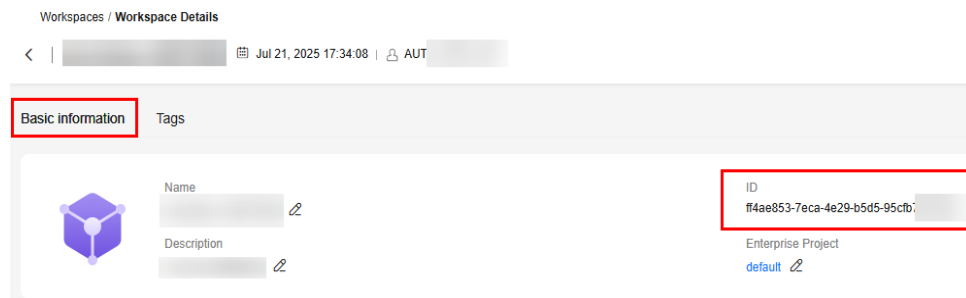 Workspaces / Workspace Details
Jul 21, 2025 17:34:08 | AUT
Basic information Tags
Name
ID
ff4ae853-7eca-4e29-b5d5-95cfb7
Description
Enterprise Project
default